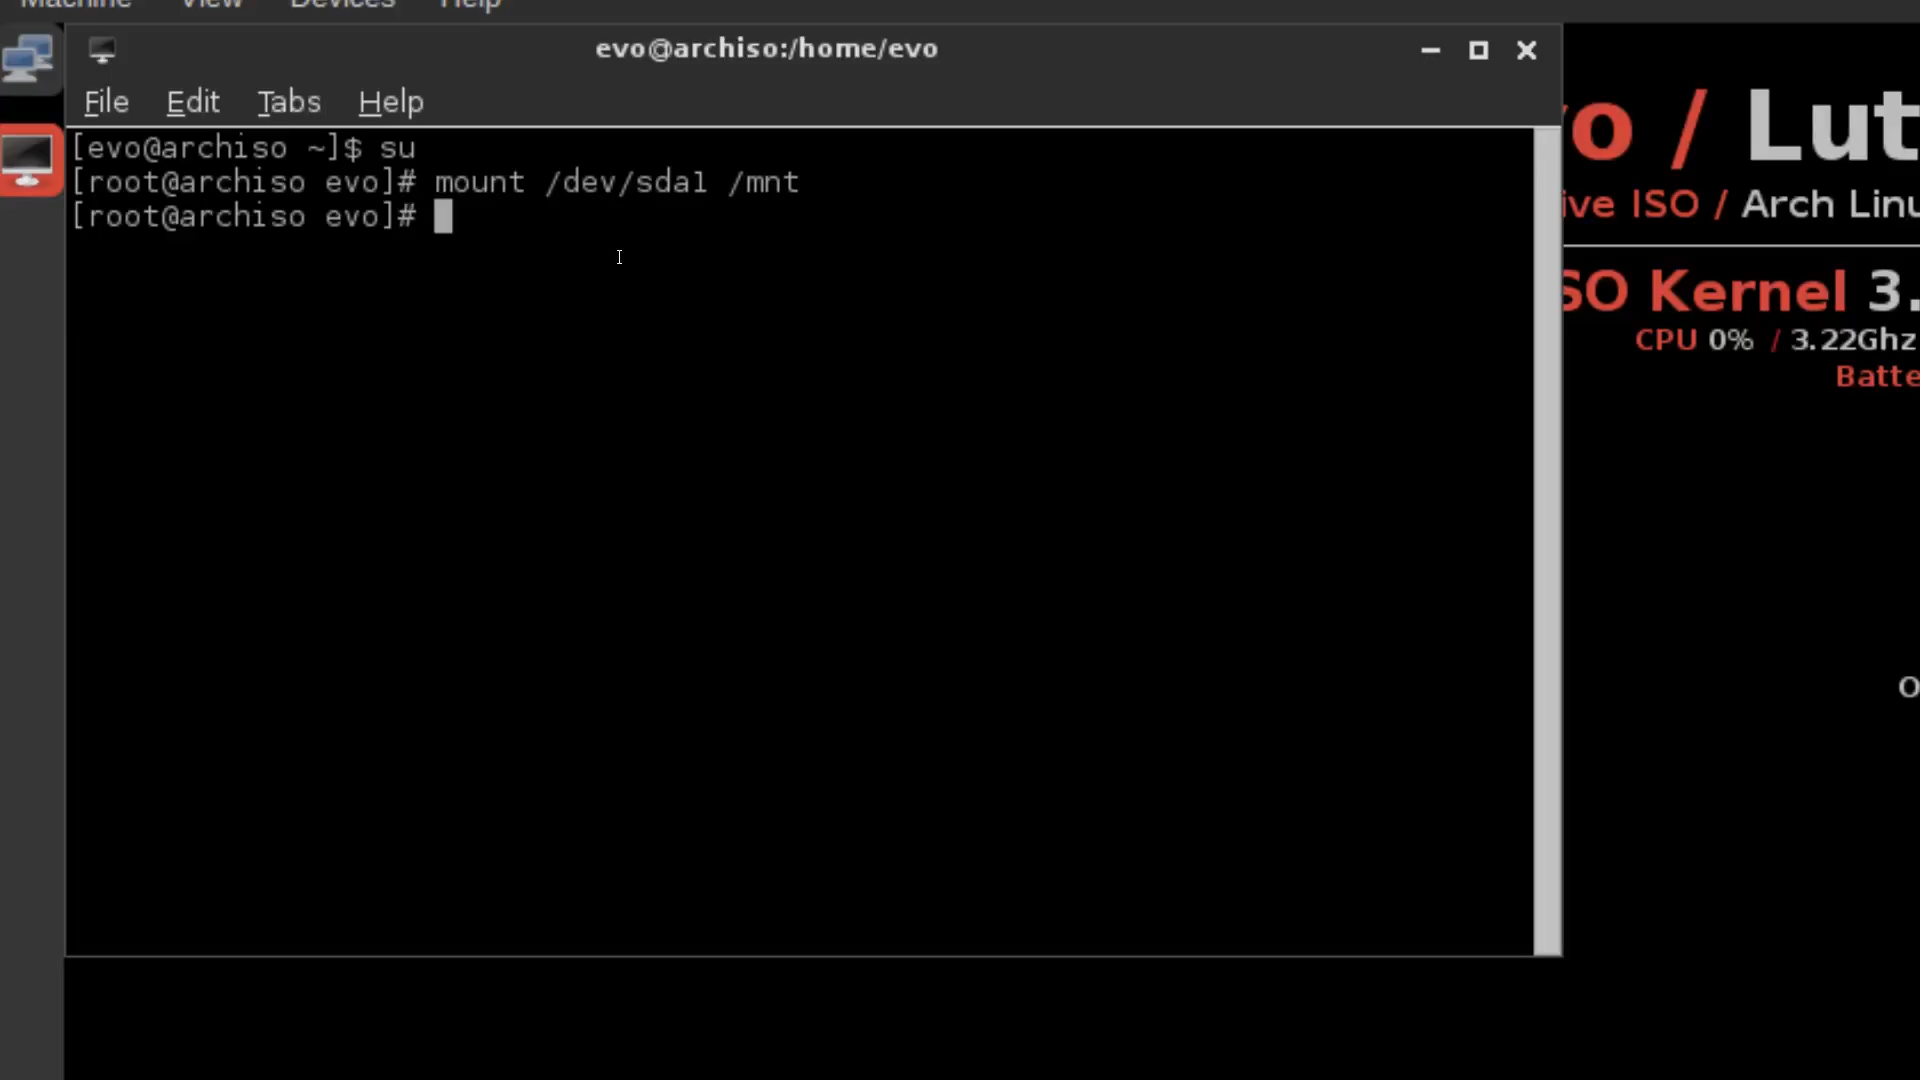 Machine View Devices Help
evo@archiso:/home/evo
File Edit Tabs Help
[evo@archiso ~]$ su
[root@archiso evo]# mount /dev/sda1 /mnt
[root@archiso evo]#
vo / Lut
ive ISO / Arch Linu
SO Kernel 3.
CPU 0% / 3.22Ghz
Batte
O